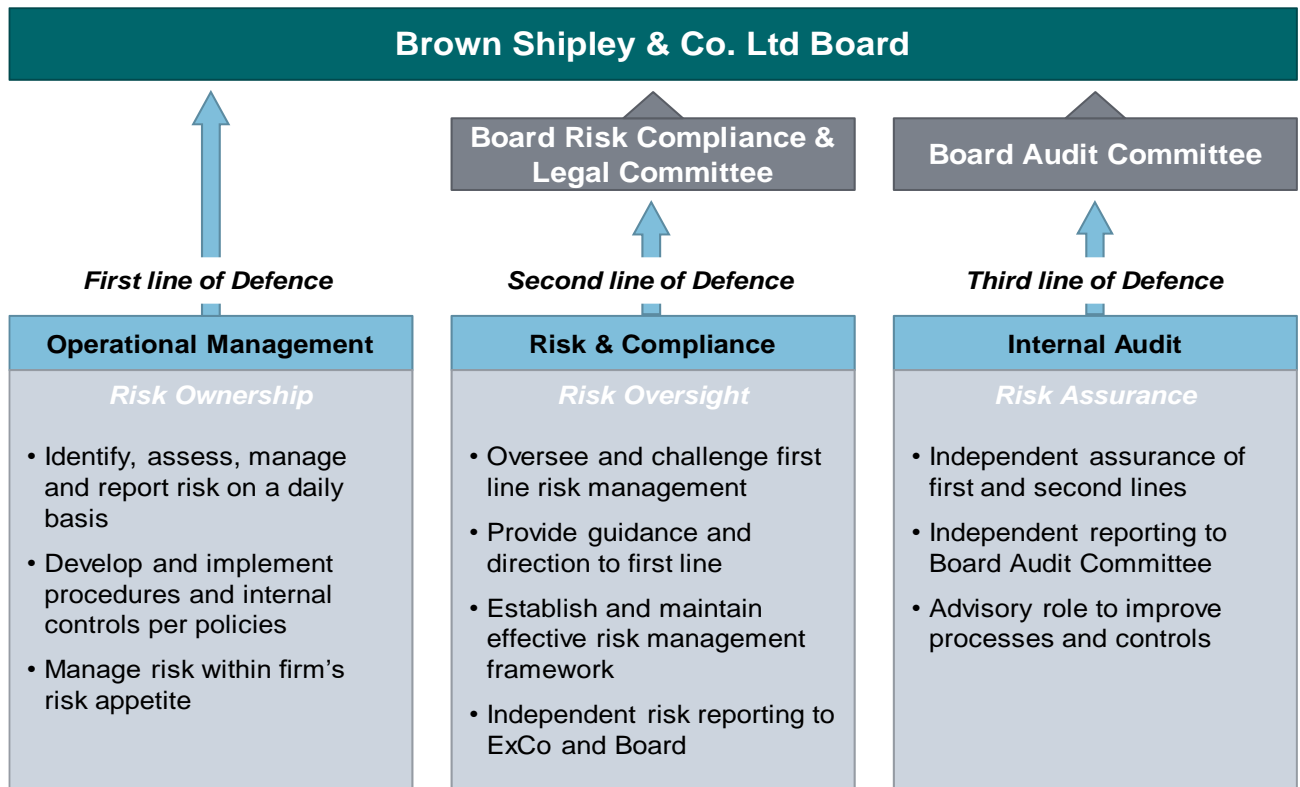 Brown Shipley & Co. Ltd Board
Board Risk Compliance &
Legal Committee
Board Audit Committee
First line of Defence
Second line of Defence
Third line of Defence
Operational Management
Risk Ownership
• Identify, assess, manage
and report risk on a daily
basis
• Develop and implement
procedures and internal
controls per policies
• Manage risk within firm’s
risk appetite
Risk & Compliance
Risk Oversight
• Oversee and challenge first
line risk management
• Provide guidance and
direction to first line
• Establish and maintain
effective risk management
framework
• Independent risk reporting to
ExCo and Board
Internal Audit
Risk Assurance
• Independent assurance of
first and second lines
• Independent reporting to
Board Audit Committee
• Advisory role to improve
processes and controls